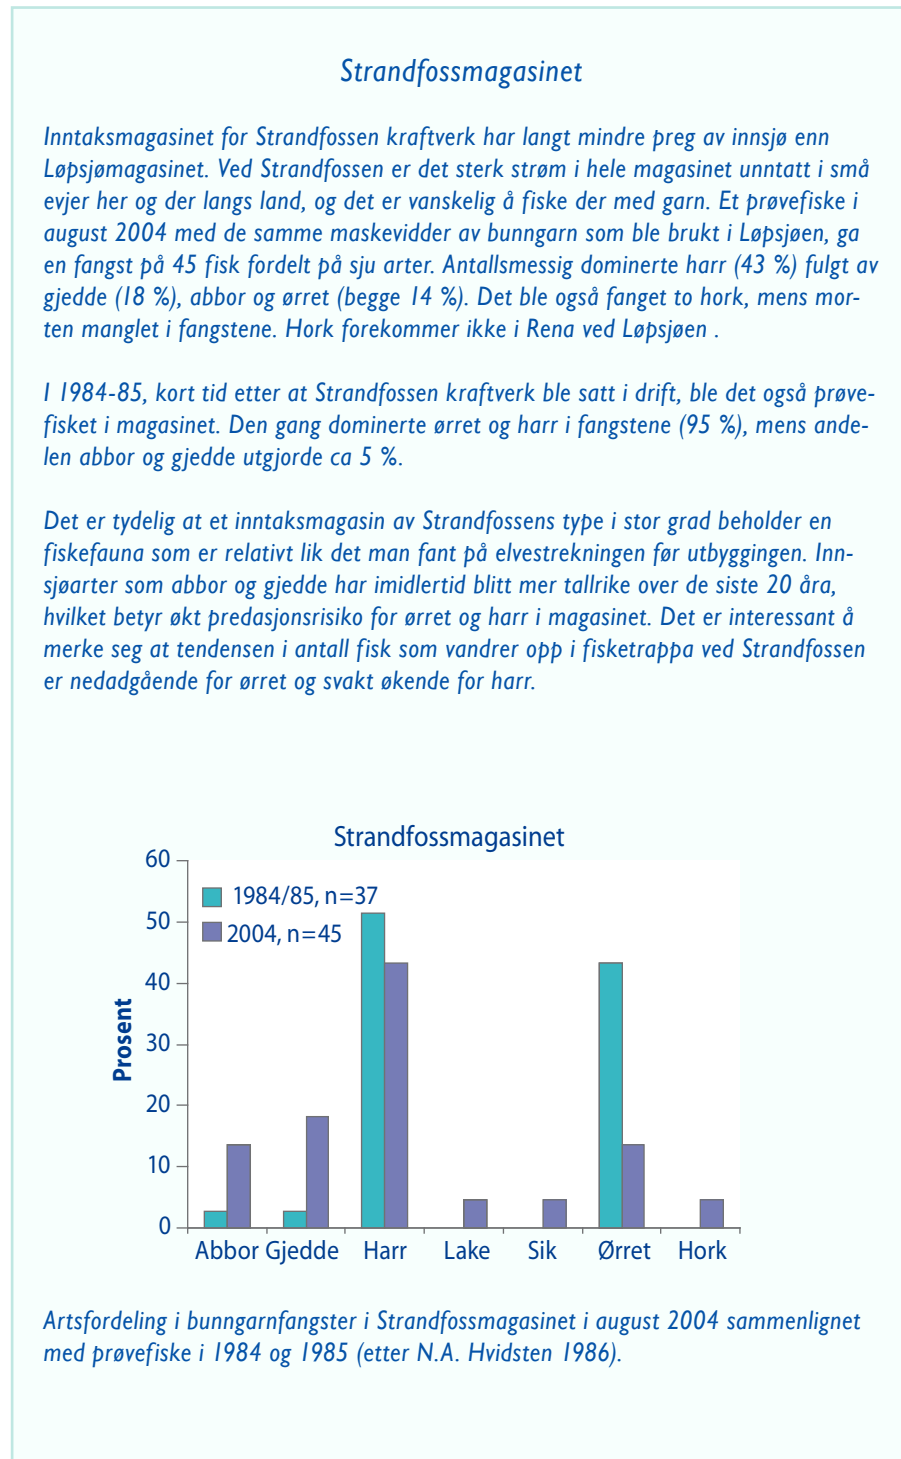 Strandfossmagasinet
Inntaksmagasinet for Strandfossen kraftverk har langt mindre preg av innsjø enn
Løpsjømagasinet. Ved Strandfossen er det sterk strøm i hele magasinet unntatt i små
evjer her og der langs land, og det er vanskelig å fiske der med garn. Et prøvefiske i
august 2004 med de samme maskevidder av bunngarn som ble brukt i Løpsjøen, ga
en fangst på 45 fisk fordelt på sju arter. Antallsmessig dominerte harr (43 %) fulgt av
gjedde (18 %), abbor og ørret (begge 14 %). Det ble også fanget to hork, mens mor-
ten manglet i fangstene. Hork forekommer ikke i Rena ved Løpsjøen .
I 1984-85, kort tid etter at Strandfossen kraftverk ble satt i drift, ble det også prøve-
fisket i magasinet. Den gang dominerte ørret og harr i fangstene (95 %), mens ande-
len abbor og gjedde utgjorde ca 5 %.
Det er tydelig at et inntaksmagasin av Strandfossens type i stor grad beholder en
fiskefauna som er relativt lik det man fant på elvestrekningen før utbyggingen. Inn-
sjøarter som abbor og gjedde har imidlertid blitt mer tallrike over de siste 20 åra,
hvilket betyr økt predasjonsrisiko for ørret og harr i magasinet. Det er interessant å
merke seg at tendensen i antall fisk som vandrer opp i fisketrappa ved Strandfossen
er nedadgående for ørret og svakt økende for harr.
Strandfossmagasinet
60
50
40
30
20
10
0
Prosent
1984/85, n=37
2004, n=45
Abbor Gjedde Harr Lake Sik Ørret Hork
Artsfordeling i bunngarnfangster i Strandfossmagasinet i august 2004 sammenlignet
med prøvefiske i 1984 og 1985 (etter N.A. Hvidsten 1986).